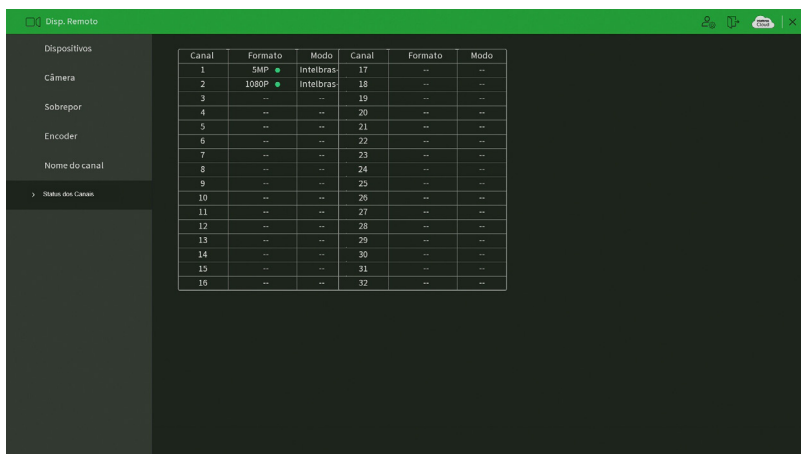 Disp. Remoto
Cloud
Dispositivos
Câmera
Sobrepor
Encoder
Nome do canal
Status dos Canais
Canal Formato Modo Canal Formato Modo
1 5MP Intelbras- 17 -- --
2 1080P Intelbras- 18 -- --
3 -- -- 19 -- --
4 -- -- 20 -- --
5 -- -- 21 -- --
6 -- -- 22 -- --
7 -- -- 23 -- --
8 -- -- 24 -- --
9 -- -- 25 -- --
10 -- -- 26 -- --
11 -- -- 27 -- --
12 -- -- 28 -- --
13 -- -- 29 -- --
14 -- -- 30 -- --
15 -- -- 31 -- --
16 -- -- 32 -- --